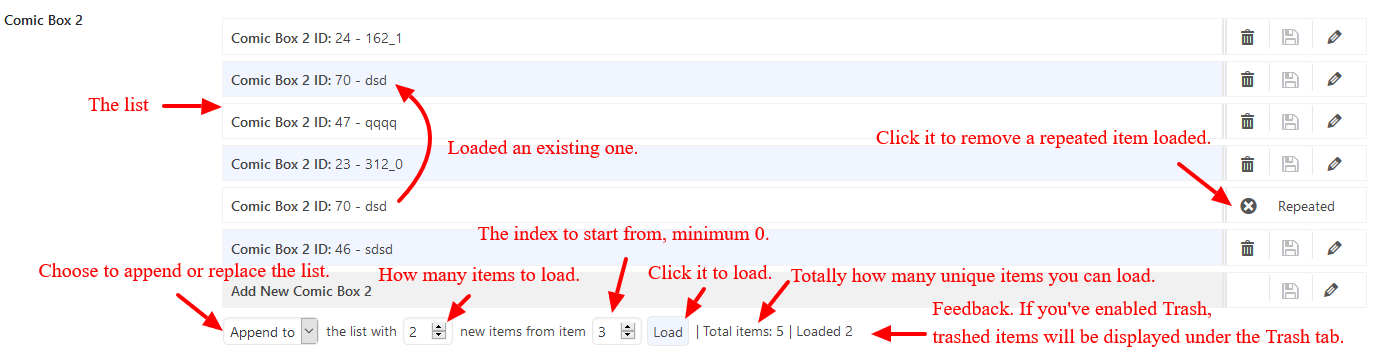 Comic Box 2
Comic Box 2 ID: 24 - 162_1
Comic Box 2 ID: 70 - dsd
The list
Comic Box 2 ID: 47 - qqqq
Click it to remove a repeated item loaded.
Loaded an existing one.
Comic Box 2 ID: 23 - 312_0
Comic Box 2 ID: 70 - dsd
Repeated
The index to start from, minimum 0.
Comic Box 2 ID: 46 - sdsd
Choose to append or replace the list.
How many items to load.
Click it to load.
Totally how many unique items you can load.
Add New Comic Box 2
Feedback. If you've enabled Trash,
trashed items will be displayed under the Trash tab.
Append to the list with 2 new items from item 3 Load | Total items: 5 | Loaded 2